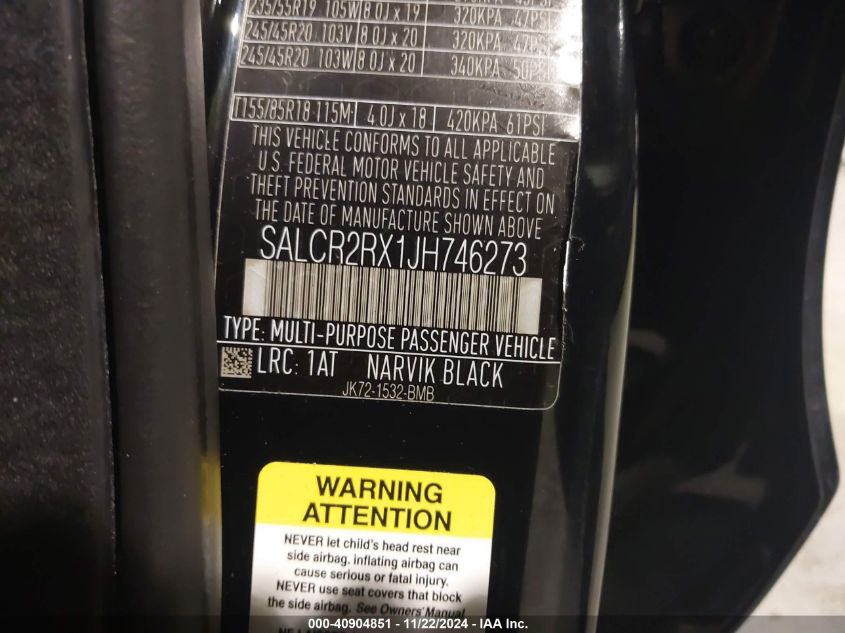 235/55R19 105W 8.0J x 19 320KPA 47PSI
245/45R20 103V 8.0J x 20 320KPA 47PSI
245/45R20 103W 8.0J x 20 340KPA 50PSI
T155/85R18 115M 4.0J x 18 420KPA 61PSI
THIS VEHICLE CONFORMS TO ALL APPLICABLE
U.S. FEDERAL MOTOR VEHICLE SAFETY AND
THEFT PREVENTION STANDARDS IN EFFECT ON
THE DATE OF MANUFACTURE SHOWN ABOVE
SALCR2RX1JH746273
TYPE: MULTI-PURPOSE PASSENGER VEHICLE
LRC: 1AT NARVIK BLACK
JK72-1532-BMB
WARNING
ATTENTION
NEVER let child's head rest near
side airbag. inflating airbag can
cause serious or fatal injury.
NEVER use seat covers that block
the side airbag. See Owners' Manual
000-40904851 - 11/22/2024 - IAA Inc.